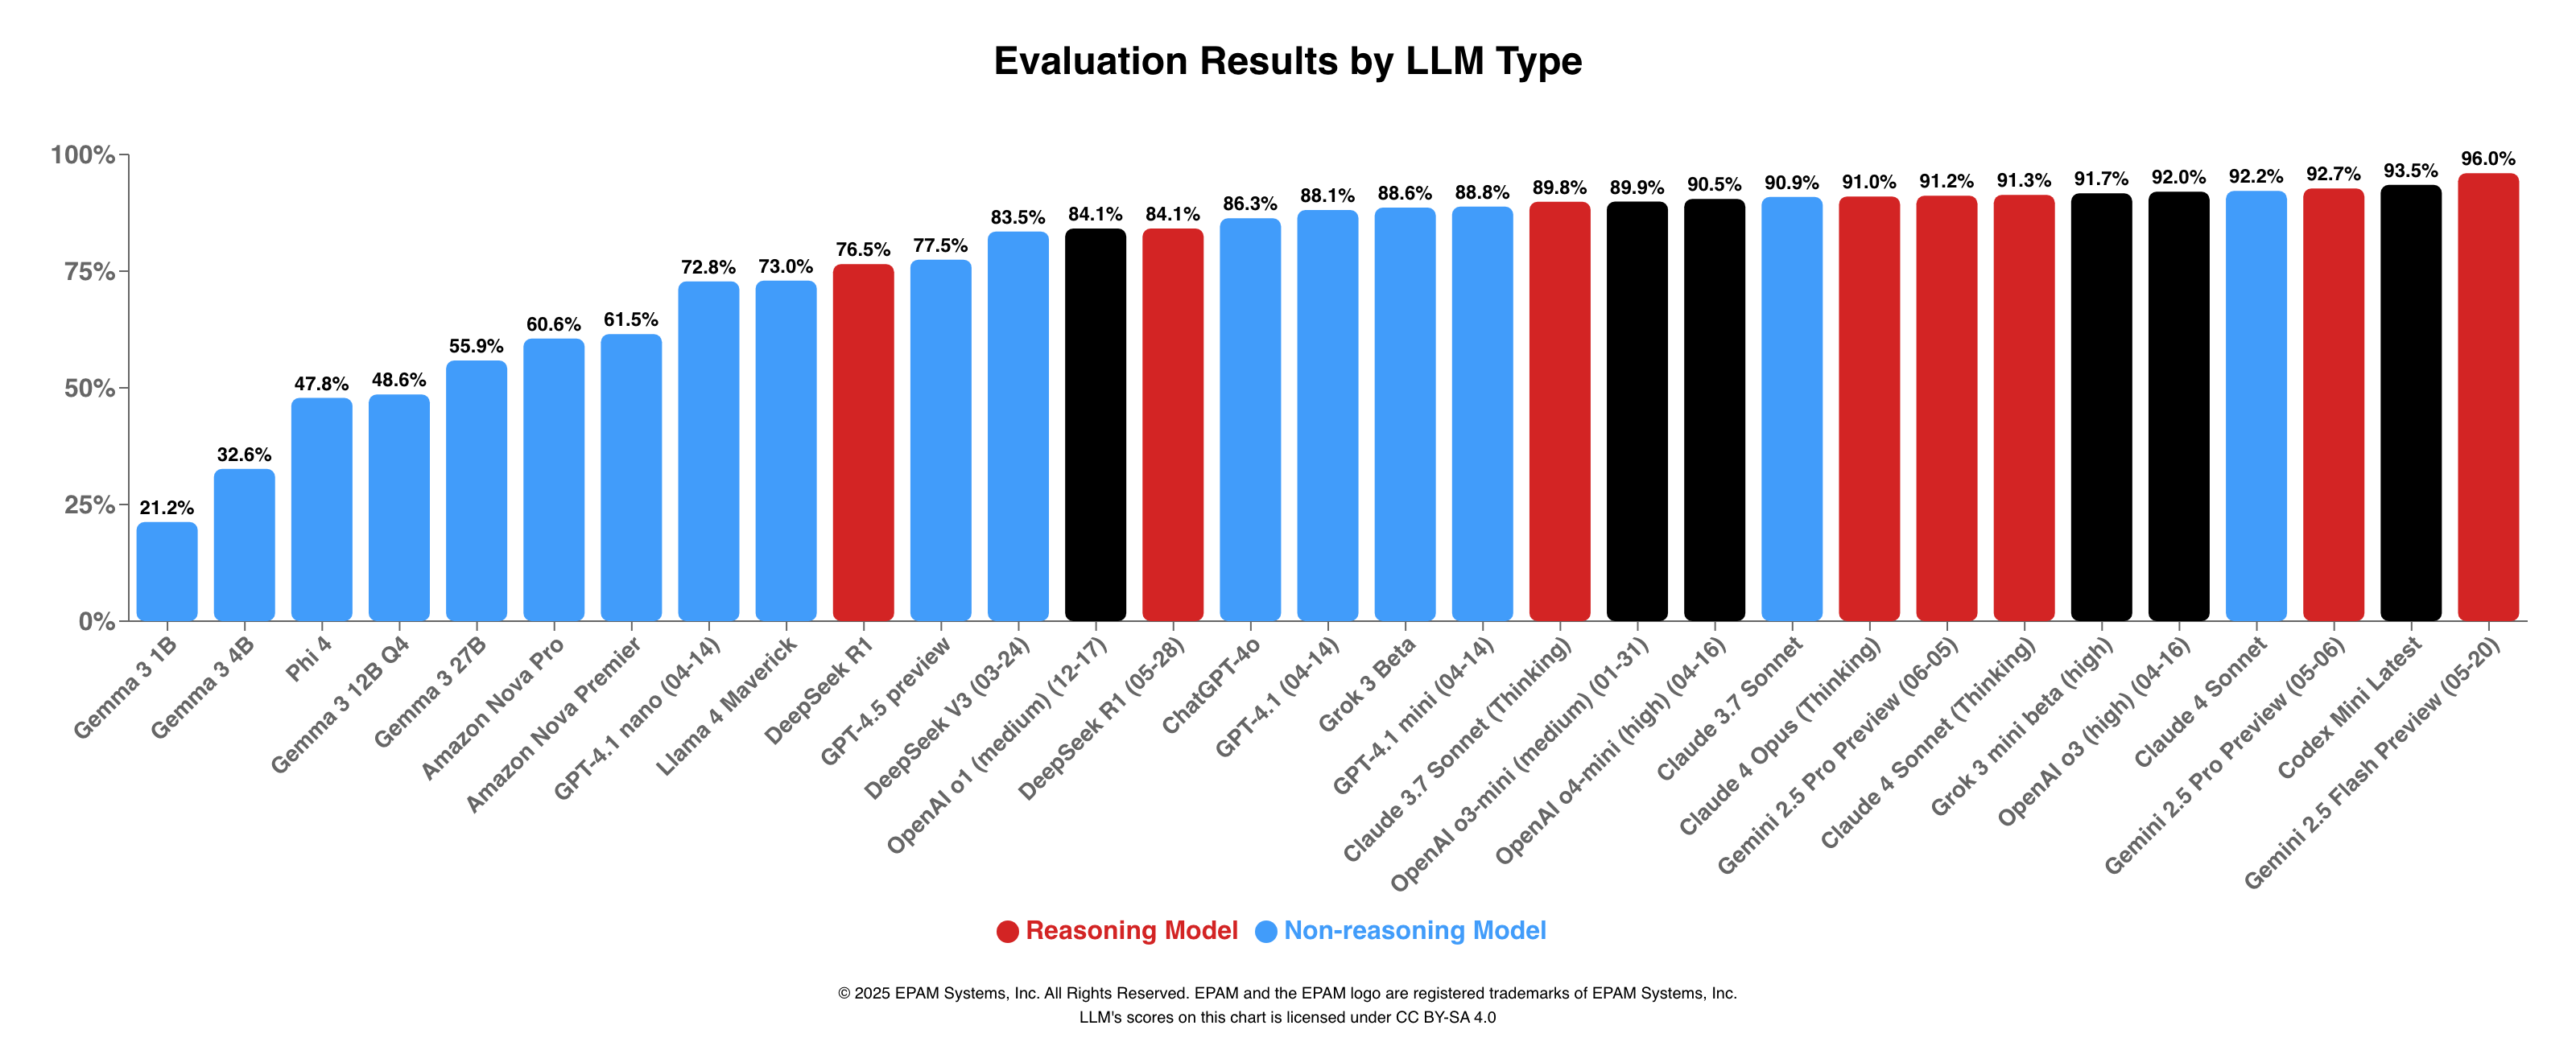 Evaluation Results by LLM Type
100%
75%
50%
25%
0%
21.2%
32.6%
47.8%
48.6%
55.9%
60.6%
61.5%
72.8%
73.0%
76.5%
77.5%
83.5%
84.1%
84.1%
86.3%
88.1%
88.6%
88.8%
89.8%
89.9%
90.5%
90.9%
91.0%
91.2%
91.3%
91.7%
92.0%
92.2%
92.7%
93.5%
96.0%
Gemma 3 1B
Gemma 3 4B
Phi 4
Gemma 3 12B Q4
Gemma 3 27B
Amazon Nova Pro
Amazon Nova Premier
GPT-4.1 nano (04-14)
Llama 4 Maverick
DeepSeek R1
GPT-4.5 preview
DeepSeek V3 (03-24)
OpenAI o1 (medium) (12-17)
DeepSeek R1 (05-28)
ChatGPT-4o
GPT-4.1 (04-14)
Grok 3 Beta
GPT-4.1 mini (04-14)
Claude 3.7 Sonnet (Thinking)
OpenAI o3-mini (medium) (01-31)
OpenAI o4-mini (high) (04-16)
Claude 3.7 Sonnet
Claude 4 Opus (Thinking)
Gemini 2.5 Pro Preview (06-05)
Claude 4 Sonnet (Thinking)
Grok 3 mini beta (high)
OpenAI o3 (high) (04-16)
Claude 4 Sonnet
Gemini 2.5 Pro Preview (05-06)
Codex Mini Latest
Gemini 2.5 Flash Preview (05-20)
Reasoning Model
Non-reasoning Model
© 2025 EPAM Systems, Inc. All Rights Reserved. EPAM and the EPAM logo are registered trademarks of EPAM Systems, Inc.
LLM's scores on this chart is licensed under CC BY-SA 4.0